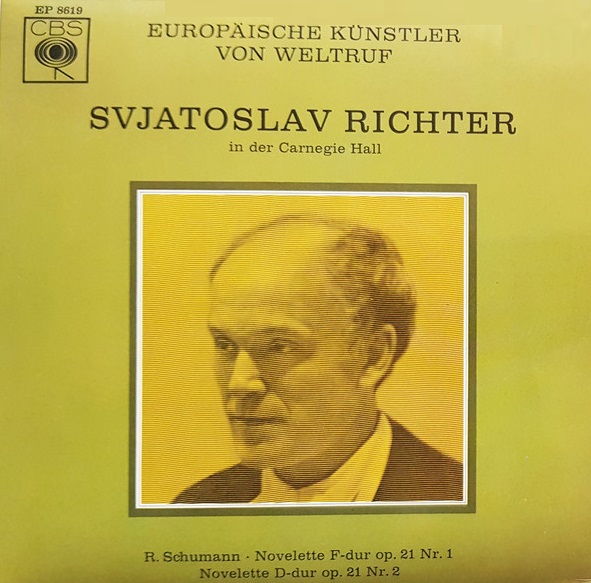 EP 8619
CBS
EUROPÄISCHE KÜNSTLER
VON WELTRUF
SVJATOSLAV RICHTER
in der Carnegie Hall
R. Schumann · Novelette F-dur op. 21 Nr. 1
Novelette D-dur op. 21 Nr. 2